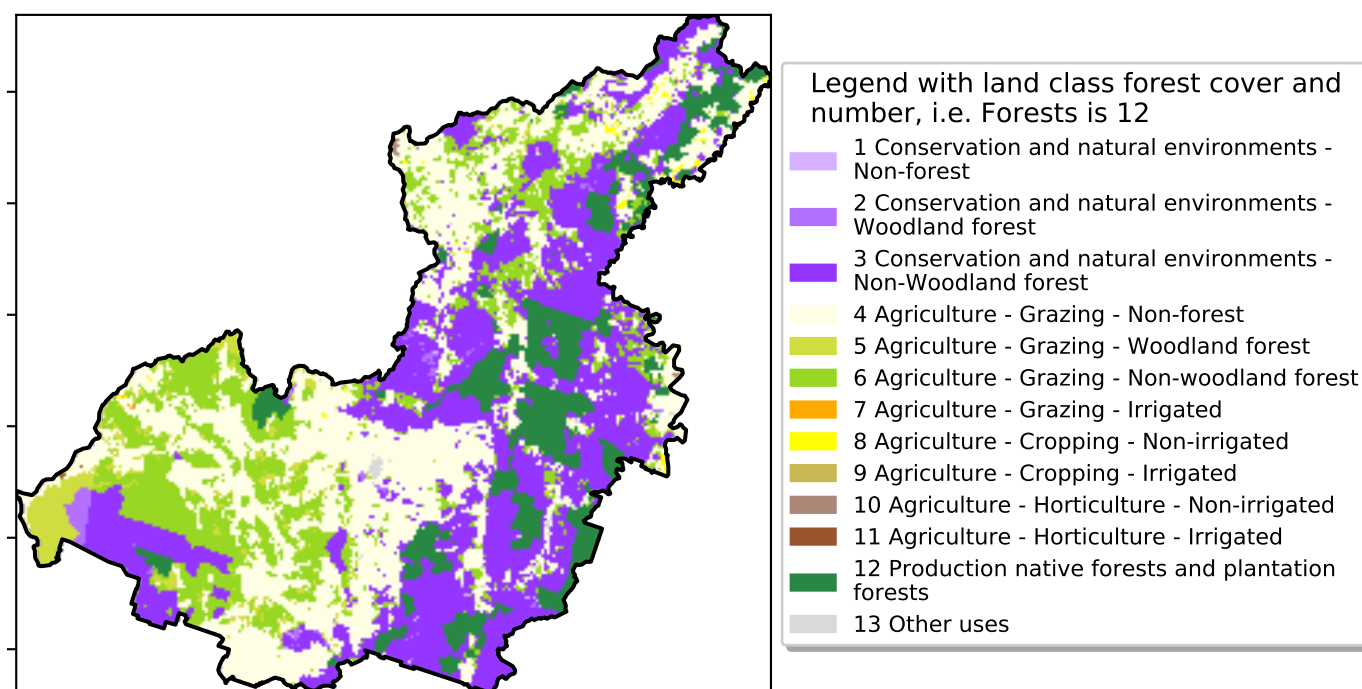 Legend with land class forest cover and
number, i.e. Forests is 12
1 Conservation and natural environments -
Non-forest
2 Conservation and natural environments -
Woodland forest
3 Conservation and natural environments -
Non-Woodland forest
4 Agriculture - Grazing - Non-forest
5 Agriculture - Grazing - Woodland forest
6 Agriculture - Grazing - Non-woodland forest
7 Agriculture - Grazing - Irrigated
8 Agriculture - Cropping - Non-irrigated
9 Agriculture - Cropping - Irrigated
10 Agriculture - Horticulture - Non-irrigated
11 Agriculture - Horticulture - Irrigated
12 Production native forests and plantation
forests
13 Other uses